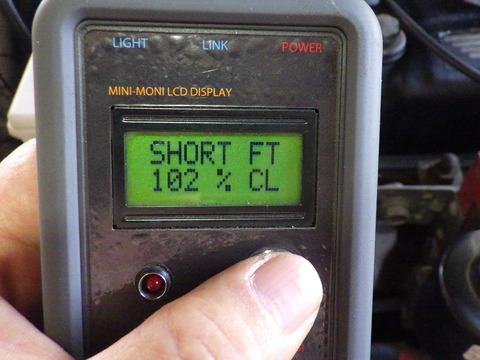 LIGHT LINK POWER
MINI-MONI LCD DISPLAY
SHORT FT
102 % CL